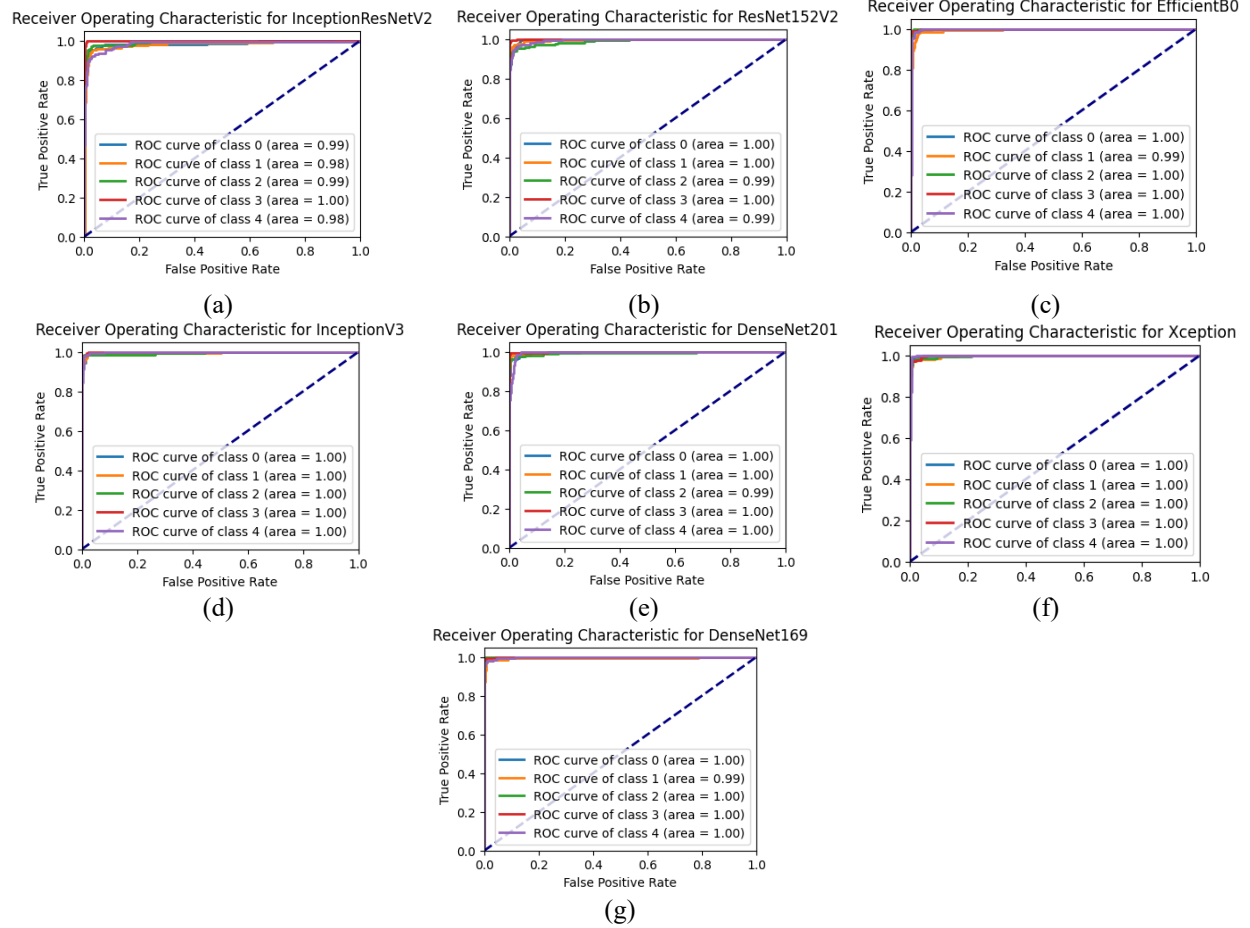 Receiver Operating Characteristic for InceptionResNetV2
1.0
0.8
0.6
0.4
0.2
0.0
True Positive Rate
ROC curve of class 0 (area = 0.99)
ROC curve of class 1 (area = 0.98)
ROC curve of class 2 (area = 0.99)
ROC curve of class 3 (area = 1.00)
ROC curve of class 4 (area = 0.98)
0.0 0.2 0.4 0.6 0.8 1.0
False Positive Rate
(a)
Receiver Operating Characteristic for ResNet152V2
1.0
0.8
0.6
0.4
0.2
0.0
True Positive Rate
ROC curve of class 0 (area = 1.00)
ROC curve of class 1 (area = 1.00)
ROC curve of class 2 (area = 0.99)
ROC curve of class 3 (area = 1.00)
ROC curve of class 4 (area = 0.99)
0.0 0.2 0.4 0.6 0.8 1.0
False Positive Rate
(b)
Receiver Operating Characteristic for EfficientB0
1.0
0.8
0.6
0.4
0.2
0.0
True Positive Rate
ROC curve of class 0 (area = 1.00)
ROC curve of class 1 (area = 0.99)
ROC curve of class 2 (area = 1.00)
ROC curve of class 3 (area = 1.00)
ROC curve of class 4 (area = 1.00)
0.0 0.2 0.4 0.6 0.8 1.0
False Positive Rate
(c)
Receiver Operating Characteristic for InceptionV3
1.0
0.8
0.6
0.4
0.2
0.0
True Positive Rate
ROC curve of class 0 (area = 1.00)
ROC curve of class 1 (area = 1.00)
ROC curve of class 2 (area = 1.00)
ROC curve of class 3 (area = 1.00)
ROC curve of class 4 (area = 1.00)
0.0 0.2 0.4 0.6 0.8 1.0
False Positive Rate
(d)
Receiver Operating Characteristic for DenseNet201
1.0
0.8
0.6
0.4
0.2
0.0
True Positive Rate
ROC curve of class 0 (area = 1.00)
ROC curve of class 1 (area = 1.00)
ROC curve of class 2 (area = 0.99)
ROC curve of class 3 (area = 1.00)
ROC curve of class 4 (area = 1.00)
0.0 0.2 0.4 0.6 0.8 1.0
False Positive Rate
(e)
Receiver Operating Characteristic for Xception
1.0
0.8
0.6
0.4
0.2
0.0
True Positive Rate
ROC curve of class 0 (area = 1.00)
ROC curve of class 1 (area = 1.00)
ROC curve of class 2 (area = 1.00)
ROC curve of class 3 (area = 1.00)
ROC curve of class 4 (area = 1.00)
0.0 0.2 0.4 0.6 0.8 1.0
False Positive Rate
(f)
Receiver Operating Characteristic for DenseNet169
1.0
0.8
0.6
0.4
0.2
0.0
True Positive Rate
ROC curve of class 0 (area = 1.00)
ROC curve of class 1 (area = 0.99)
ROC curve of class 2 (area = 1.00)
ROC curve of class 3 (area = 1.00)
ROC curve of class 4 (area = 1.00)
0.0 0.2 0.4 0.6 0.8 1.0
False Positive Rate
(g)